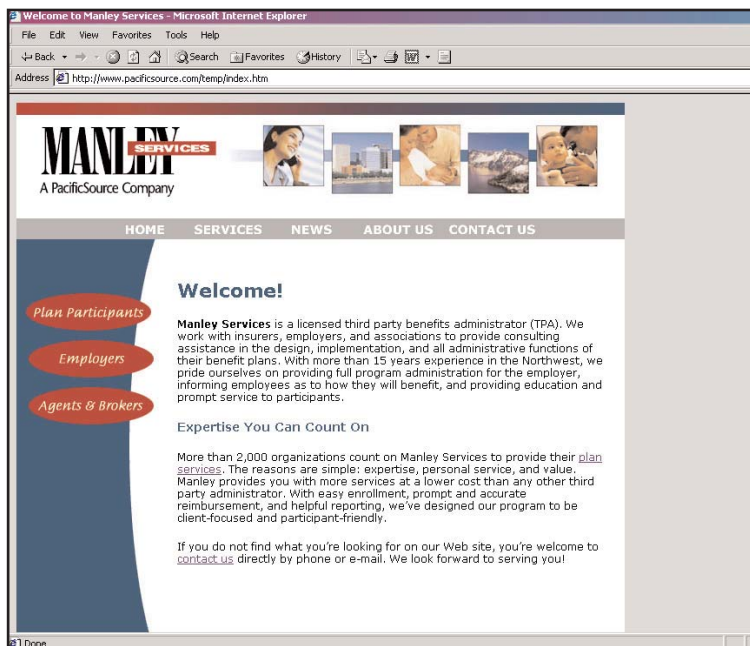 Welcome to Manley Services - Microsoft Internet Explorer
File Edit View Favorites Tools Help
Back Search Favorites History
Address http://www.pacificsource.com/temp/index.htm
MANLEY
SERVICES
A PacificSource Company
HOME SERVICES NEWS ABOUT US CONTACT US
Plan Participants
Employers
Agents & Brokers
Welcome!
Manley Services is a licensed third party benefits administrator (TPA). We
work with insurers, employers, and associations to provide consulting
assistance in the design, implementation, and all administrative functions of
their benefit plans. With more than 15 years experience in the Northwest, we
pride ourselves on providing full program administration for the employer,
informing employees as to how they will benefit, and providing education and
prompt service to participants.
Expertise You Can Count On
More than 2,000 organizations count on Manley Services to provide their plan
services. The reasons are simple: expertise, personal service, and value.
Manley provides you with more services at a lower cost than any other third
party administrator. With easy enrollment, prompt and accurate
reimbursement, and helpful reporting, we've designed our program to be
client-focused and participant-friendly.
If you do not find what you're looking for on our Web site, you're welcome to
contact us directly by phone or e-mail. We look forward to serving you!
Done